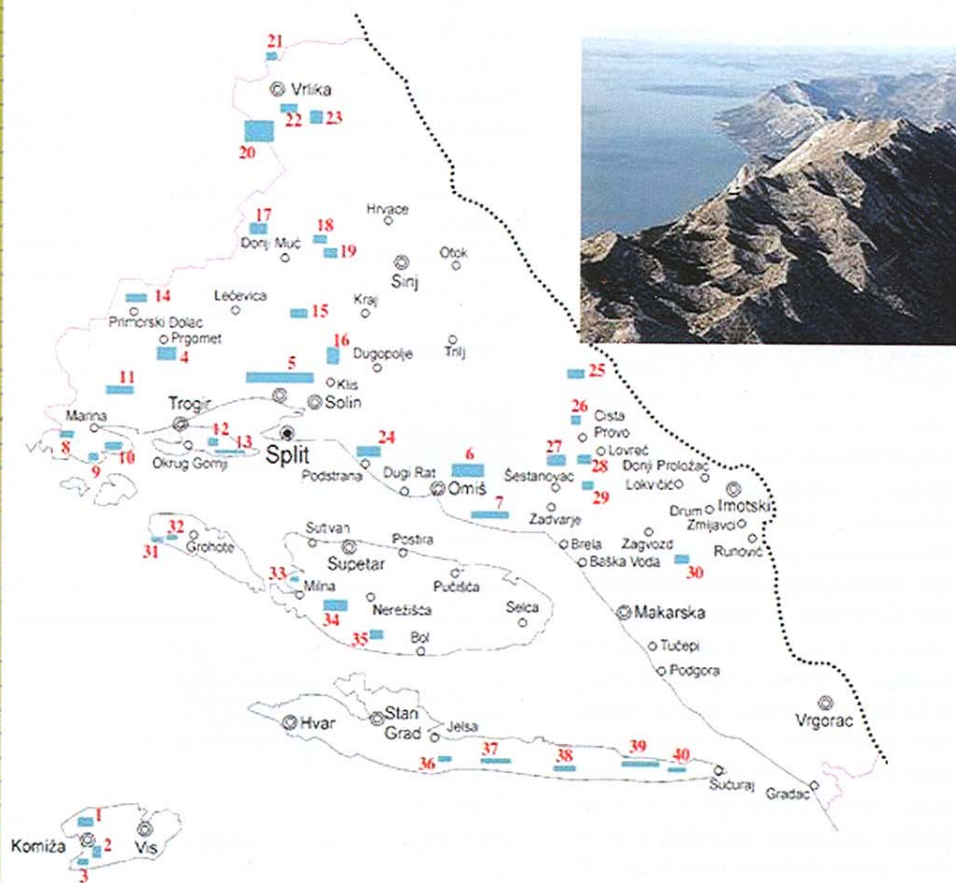 21
Vrlika
22 23
20
Hrvace
17
18
Donji Muć
19
Otok
Sinj
14
Lećevica
Kraj
15
Primorski Dolac
Prgomet
4
16
Dugopolje
Trilj
5
Klis
25
11
Solin
Trogir
26
Cista
Provo
Marina
12
13
8
10
9
Okrug Gornji
Split
24
6
27
Lovreć
28
Podstrana
Dugi Rat
Šestanovac
Donji Proložac
Lokvičić
Omiš
29
Imotski
7
Zadvarje
Drum
Zmijavci
32
31
Grohote
Sutivan
Postira
Brela
Zagvozd
Runović
Supetar
Baška Voda
30
33
Milna
Pučišća
34
Nerežišća
Selca
Makarska
35
Bol
Tučepi
Podgora
Hvar
Stari
Grad
Jelsa
Vrgorac
36
37
38
39
40
Sućuraj
Gradac
1
Komiža
2
Vis
3